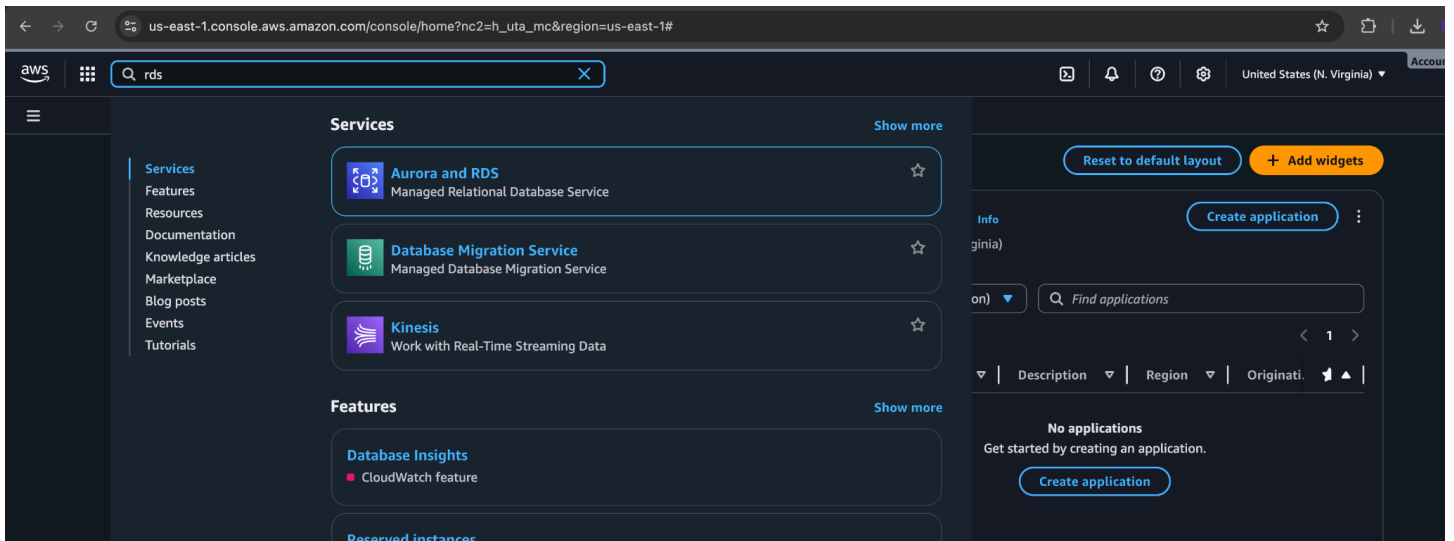 us-east-1.console.aws.amazon.com/console/home?nc2=h_uta_mc&region=us-east-1#
aws
rds
United States (N. Virginia)
Accoun
Services
Show more
Services
Features
Resources
Documentation
Knowledge articles
Marketplace
Blog posts
Events
Tutorials
Aurora and RDS
Managed Relational Database Service
Database Migration Service
Managed Database Migration Service
Kinesis
Work with Real-Time Streaming Data
Features
Show more
Database Insights
CloudWatch feature
Reserved instances
Reset to default layout
+ Add widgets
Info
Create application
ginia)
on)
Find applications
1
Description
Region
Originati.
No applications
Get started by creating an application.
Create application